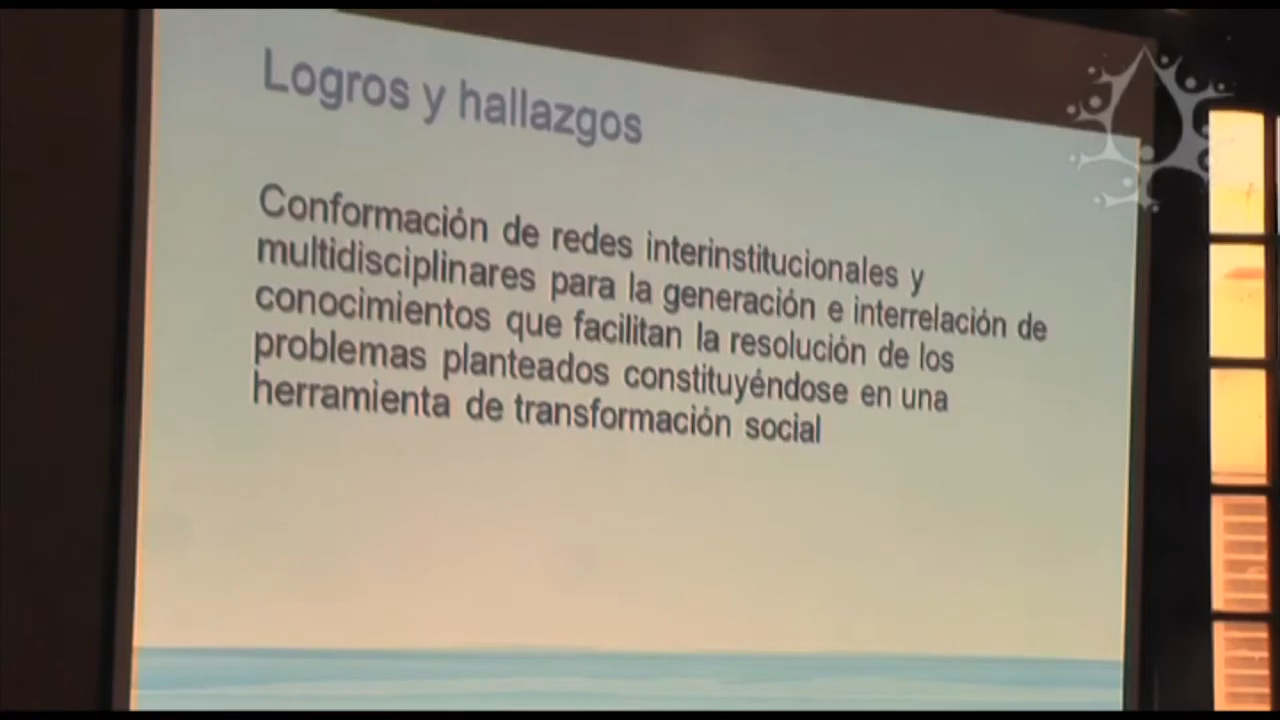 Logros y hallazgos
Conformación de redes interinstitucionales y
multidisciplinares para la generación e interrelación de
conocimientos que facilitan la resolución de los
problemas planteados constituyéndose en una
herramienta de transformación social